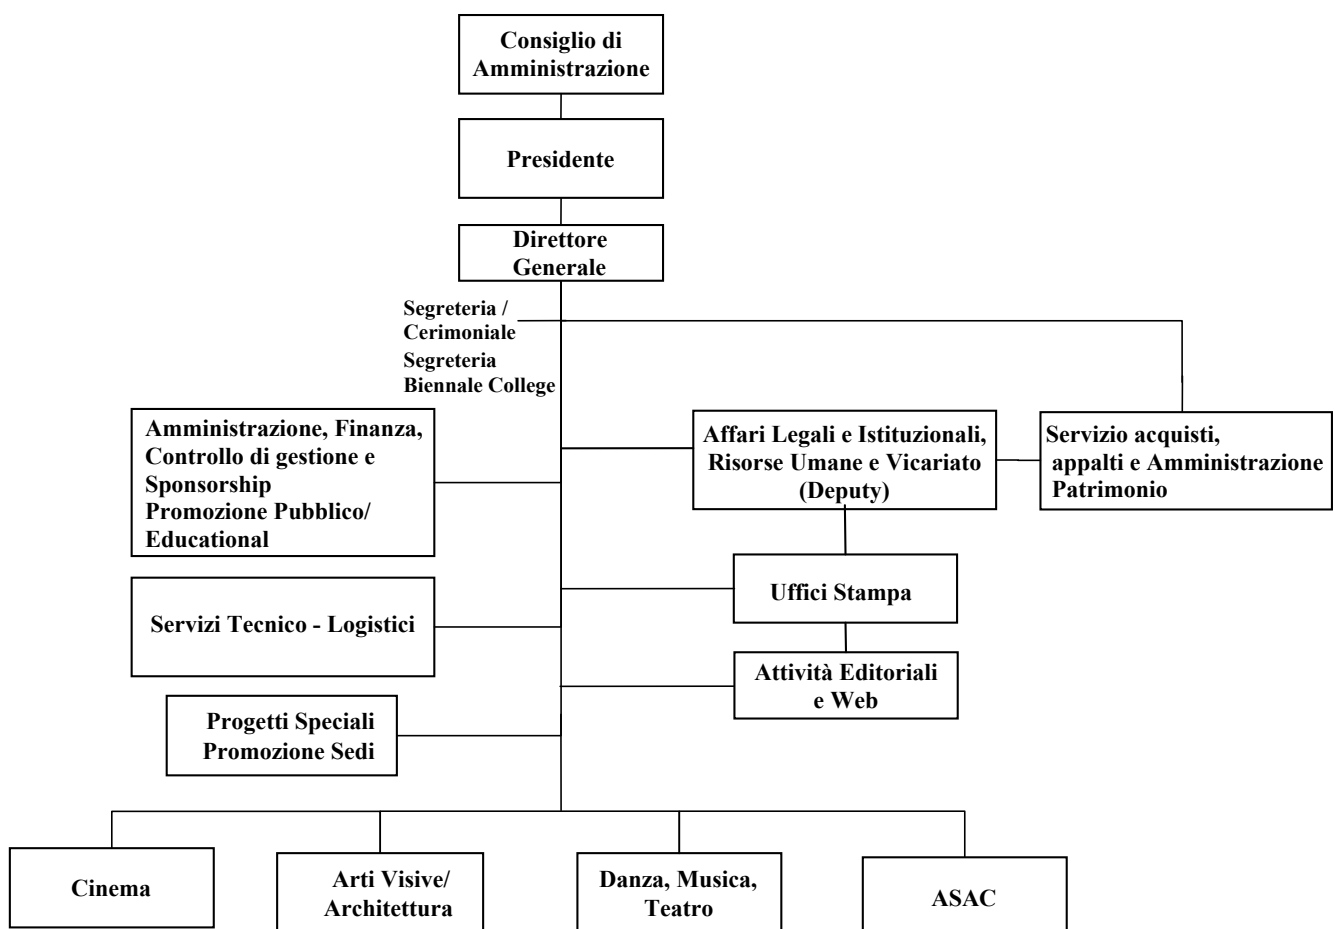 Consiglio di
Amministrazione
Presidente
Direttore
Generale
Segreteria /
Cerimoniale
Segreteria
Biennale College
Amministrazione, Finanza,
Controllo di gestione e
Sponsorship
Promozione Pubblico/
Educational
Affari Legali e Istituzionali,
Risorse Umane e Vicariato
(Deputy)
Servizio acquisti,
appalti e Amministrazione
Patrimonio
Uffici Stampa
Servizi Tecnico - Logistici
Attività Editoriali
e Web
Progetti Speciali
Promozione Sedi
Cinema
Arti Visive/
Architettura
Danza, Musica,
Teatro
ASAC